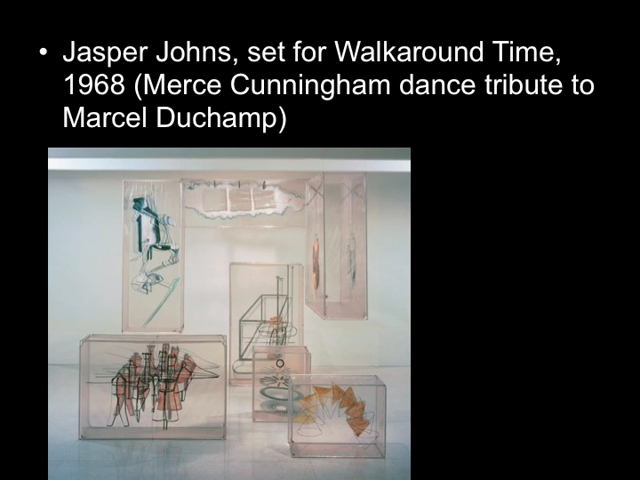 • Jasper Johns, set for Walkaround Time,
1968 (Merce Cunningham dance tribute to
Marcel Duchamp)